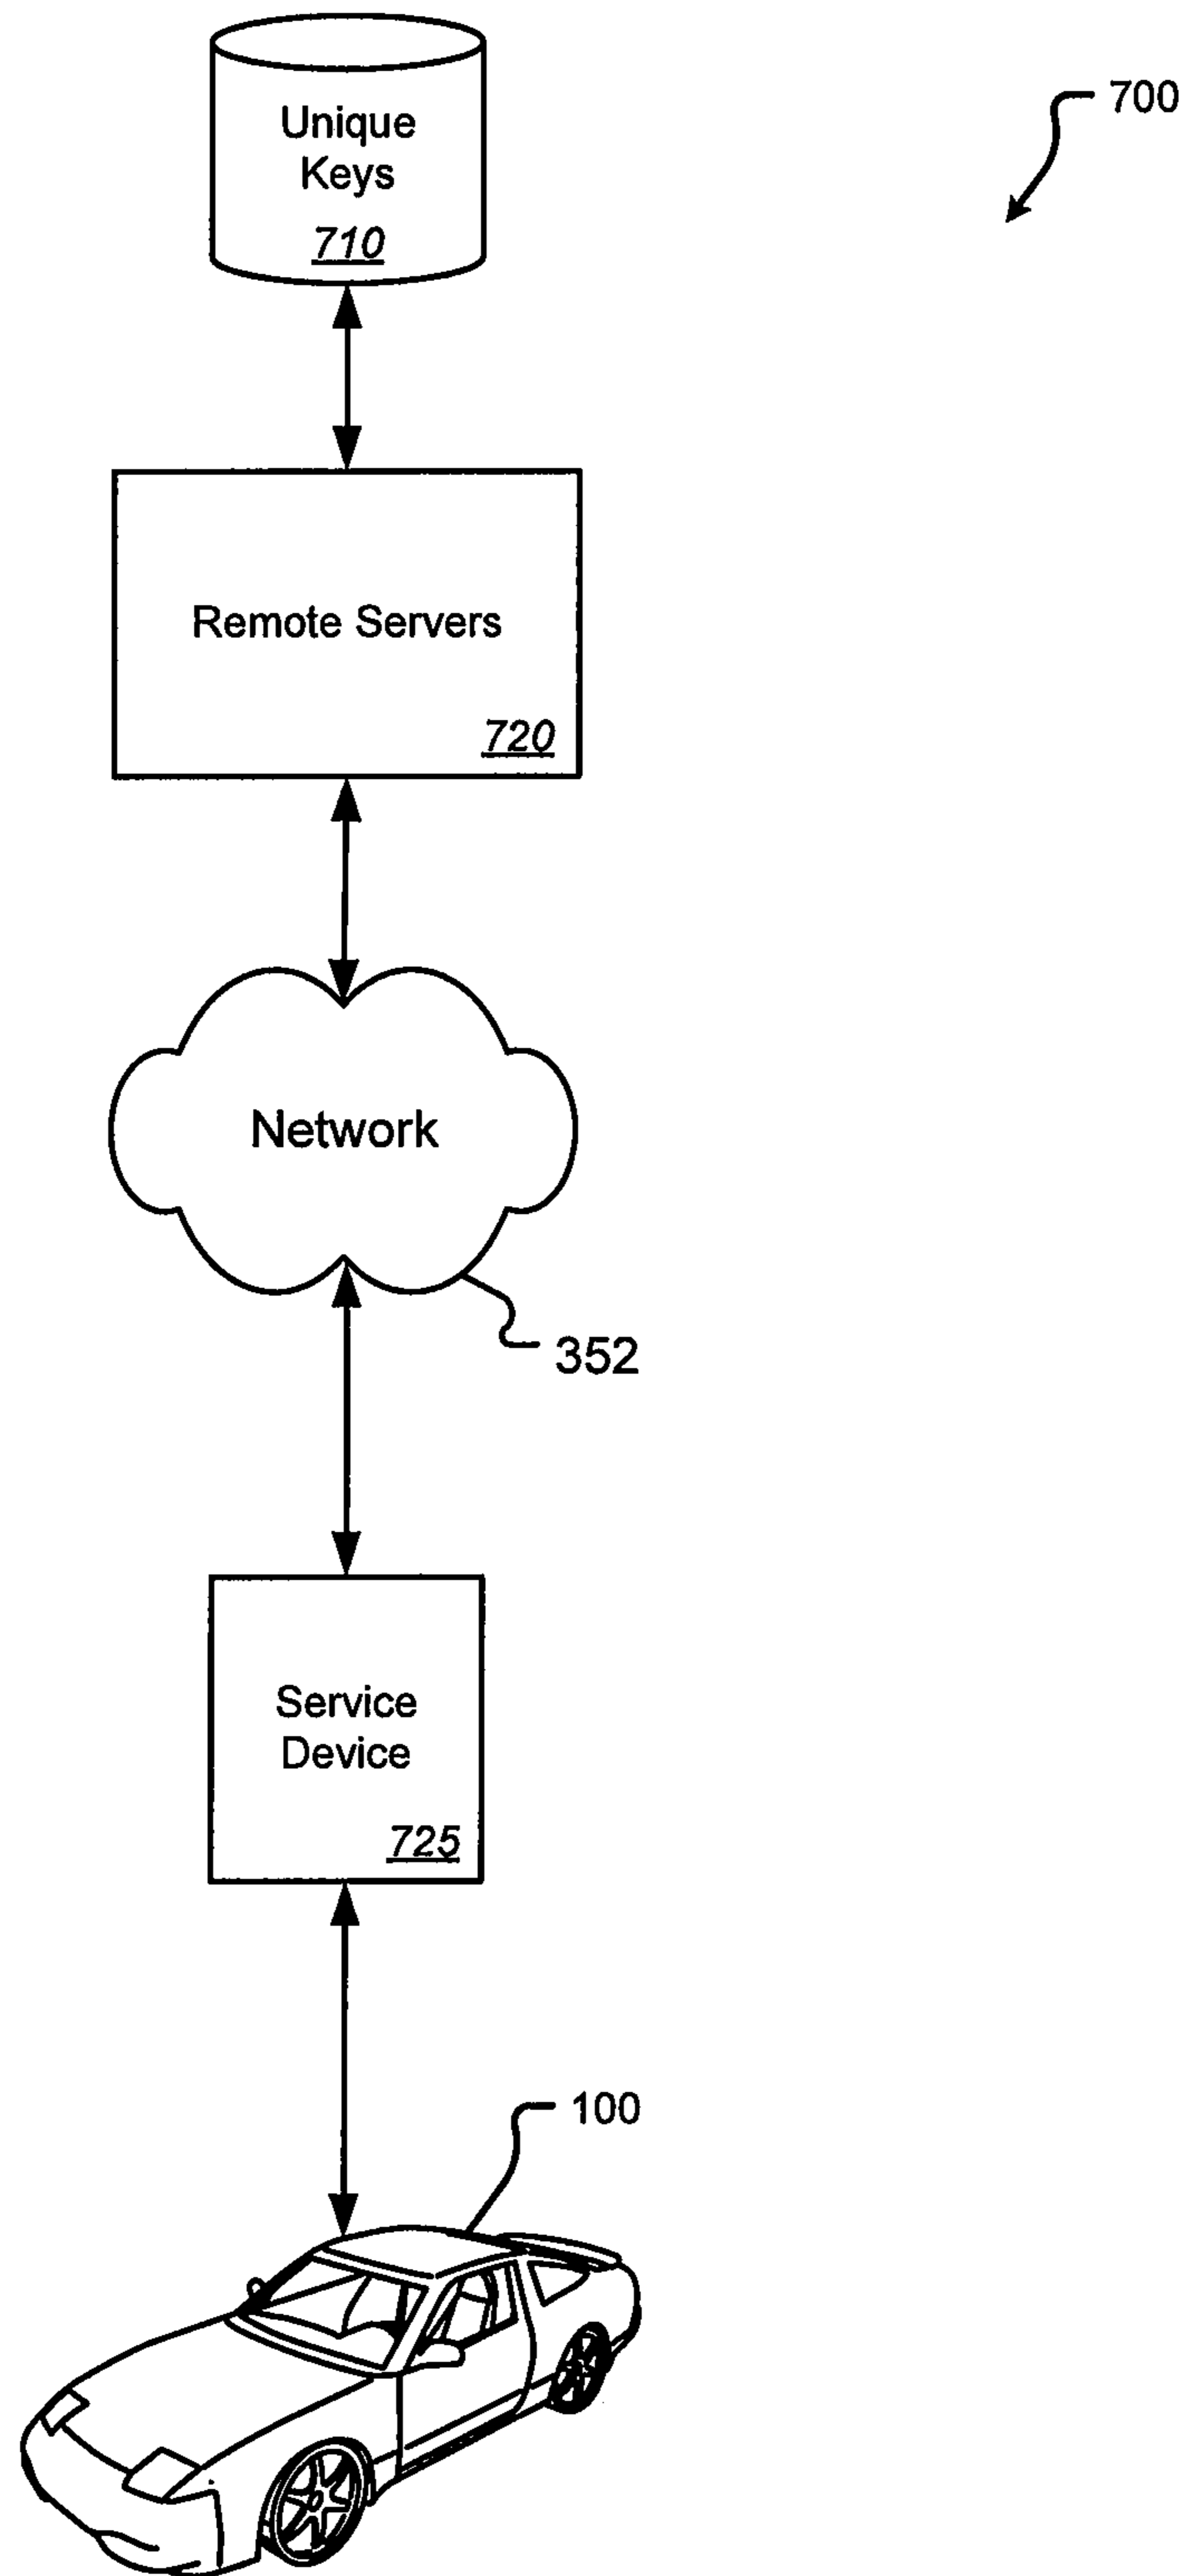 Unique
Keys
710
700
Remote Servers
720
Network
352
Service
Device
725
100